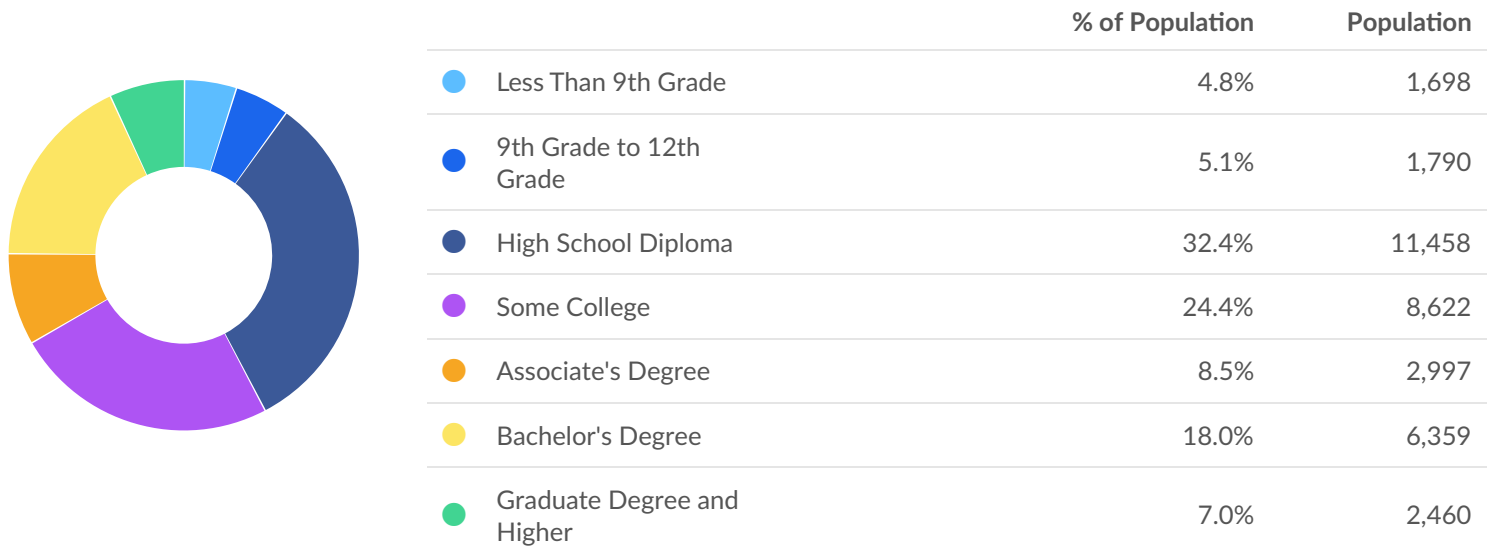 % of Population Population
Less Than 9th Grade 4.8% 1,698
9th Grade to 12th
Grade 5.1% 1,790
High School Diploma 32.4% 11,458
Some College 24.4% 8,622
Associate's Degree 8.5% 2,997
Bachelor's Degree 18.0% 6,359
Graduate Degree and
Higher 7.0% 2,460